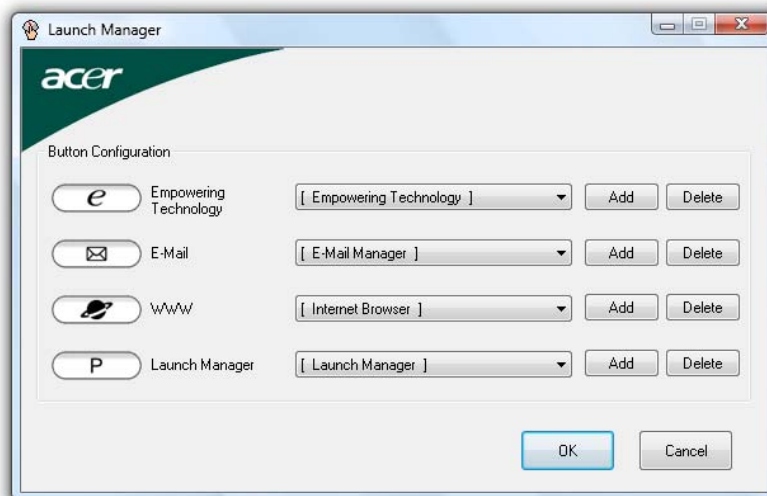 Launch Manager
acer
Button Configuration
e
Empowering
Technology
[ Empowering Technology ]
Add
Delete
E-Mail
[ E-Mail Manager ]
Add
Delete
WWW
[ Internet Browser ]
Add
Delete
P
Launch Manager
[ Launch Manager ]
Add
Delete
OK
Cancel